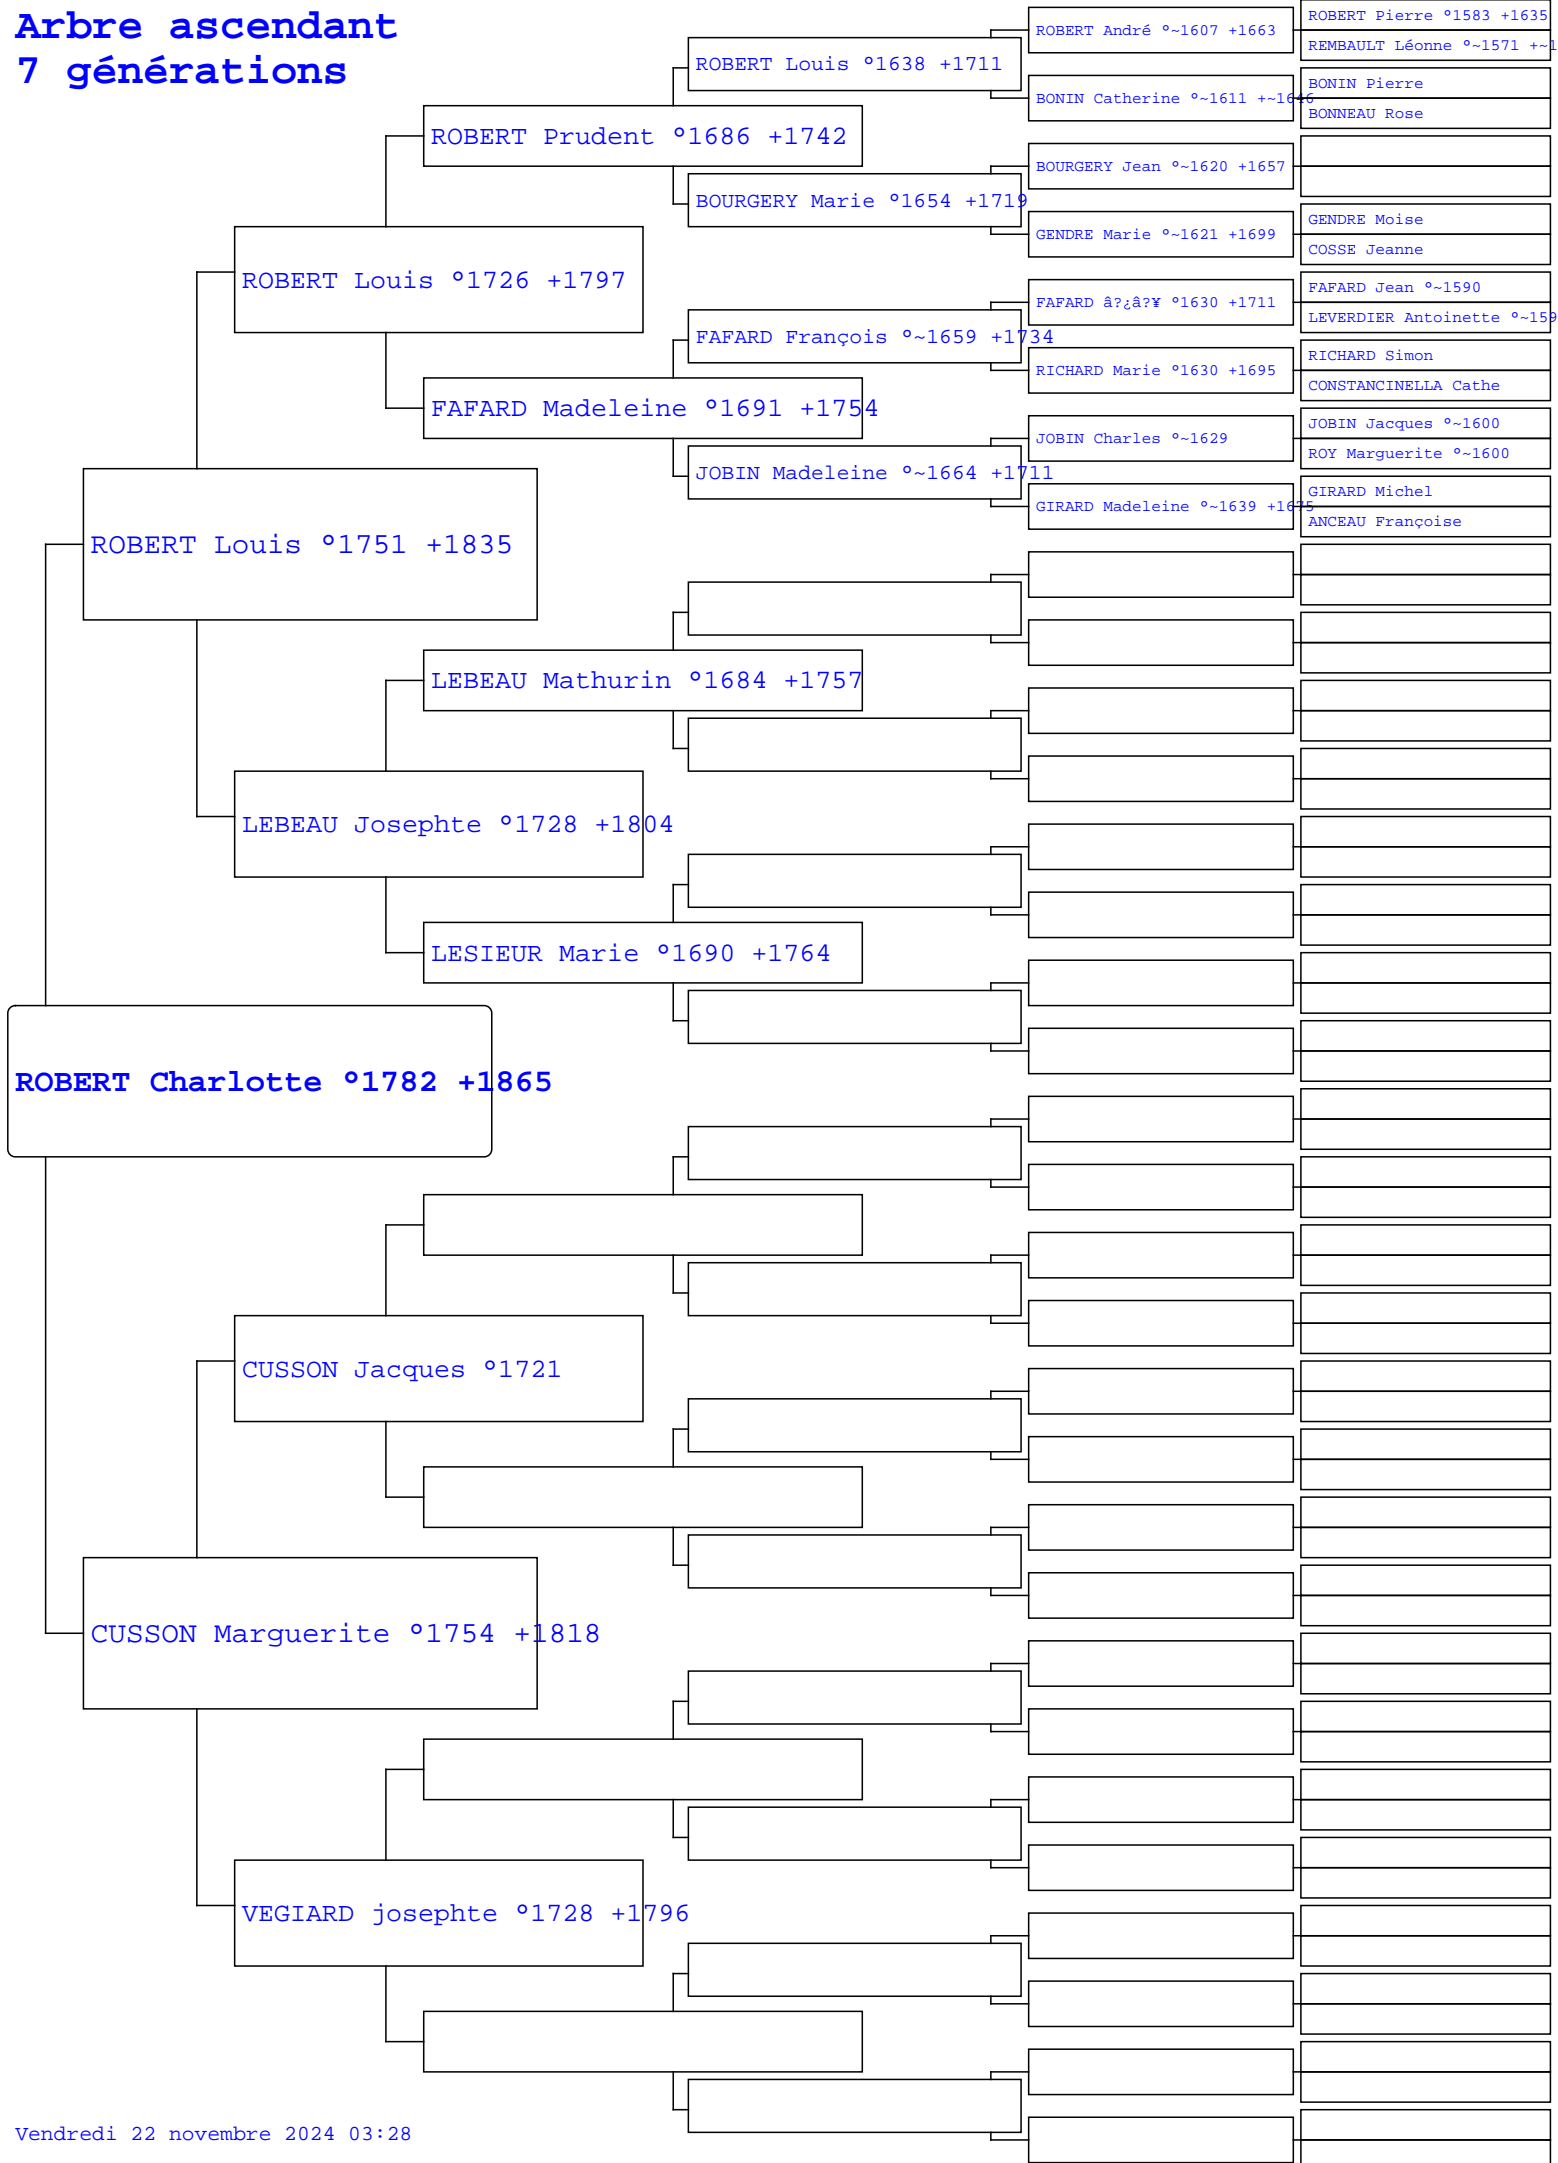 Arbre ascendant
7 générations
ROBERT Pierre °1583 +1635
ROBERT André °~1607 +1663
REMBAULT Léonne °~1571 +~1
ROBERT Louis °1638 +1711
BONIN Pierre
BONIN Catherine °~1611 +~1646
BONNEAU Rose
ROBERT Prudent °1686 +1742
BOURGERY Jean °~1620 +1657
BOURGERY Marie °1654 +1719
GENDRE Moise
GENDRE Marie °~1621 +1699
COSSE Jeanne
ROBERT Louis °1726 +1797
FAFARD Jean °~1590
FAFARD â?¿â?¥ °1630 +1711
LEVERDIER Antoinette °~159
FAFARD François °~1659 +1734
RICHARD Simon
RICHARD Marie °1630 +1695
CONSTANCINELLA Cathe
FAFARD Madeleine °1691 +1754
JOBIN Jacques °~1600
JOBIN Charles °~1629
ROY Marguerite °~1600
JOBIN Madeleine °~1664 +1711
GIRARD Michel
GIRARD Madeleine °~1639 +1675
ANCEAU Françoise
ROBERT Louis °1751 +1835
LEBEAU Mathurin °1684 +1757
LEBEAU Josephte °1728 +1804
LESIEUR Marie °1690 +1764
ROBERT Charlotte °1782 +1865
CUSSON Jacques °1721
CUSSON Marguerite °1754 +1818
VEGIARD josephte °1728 +1796
Vendredi 22 novembre 2024 03:28